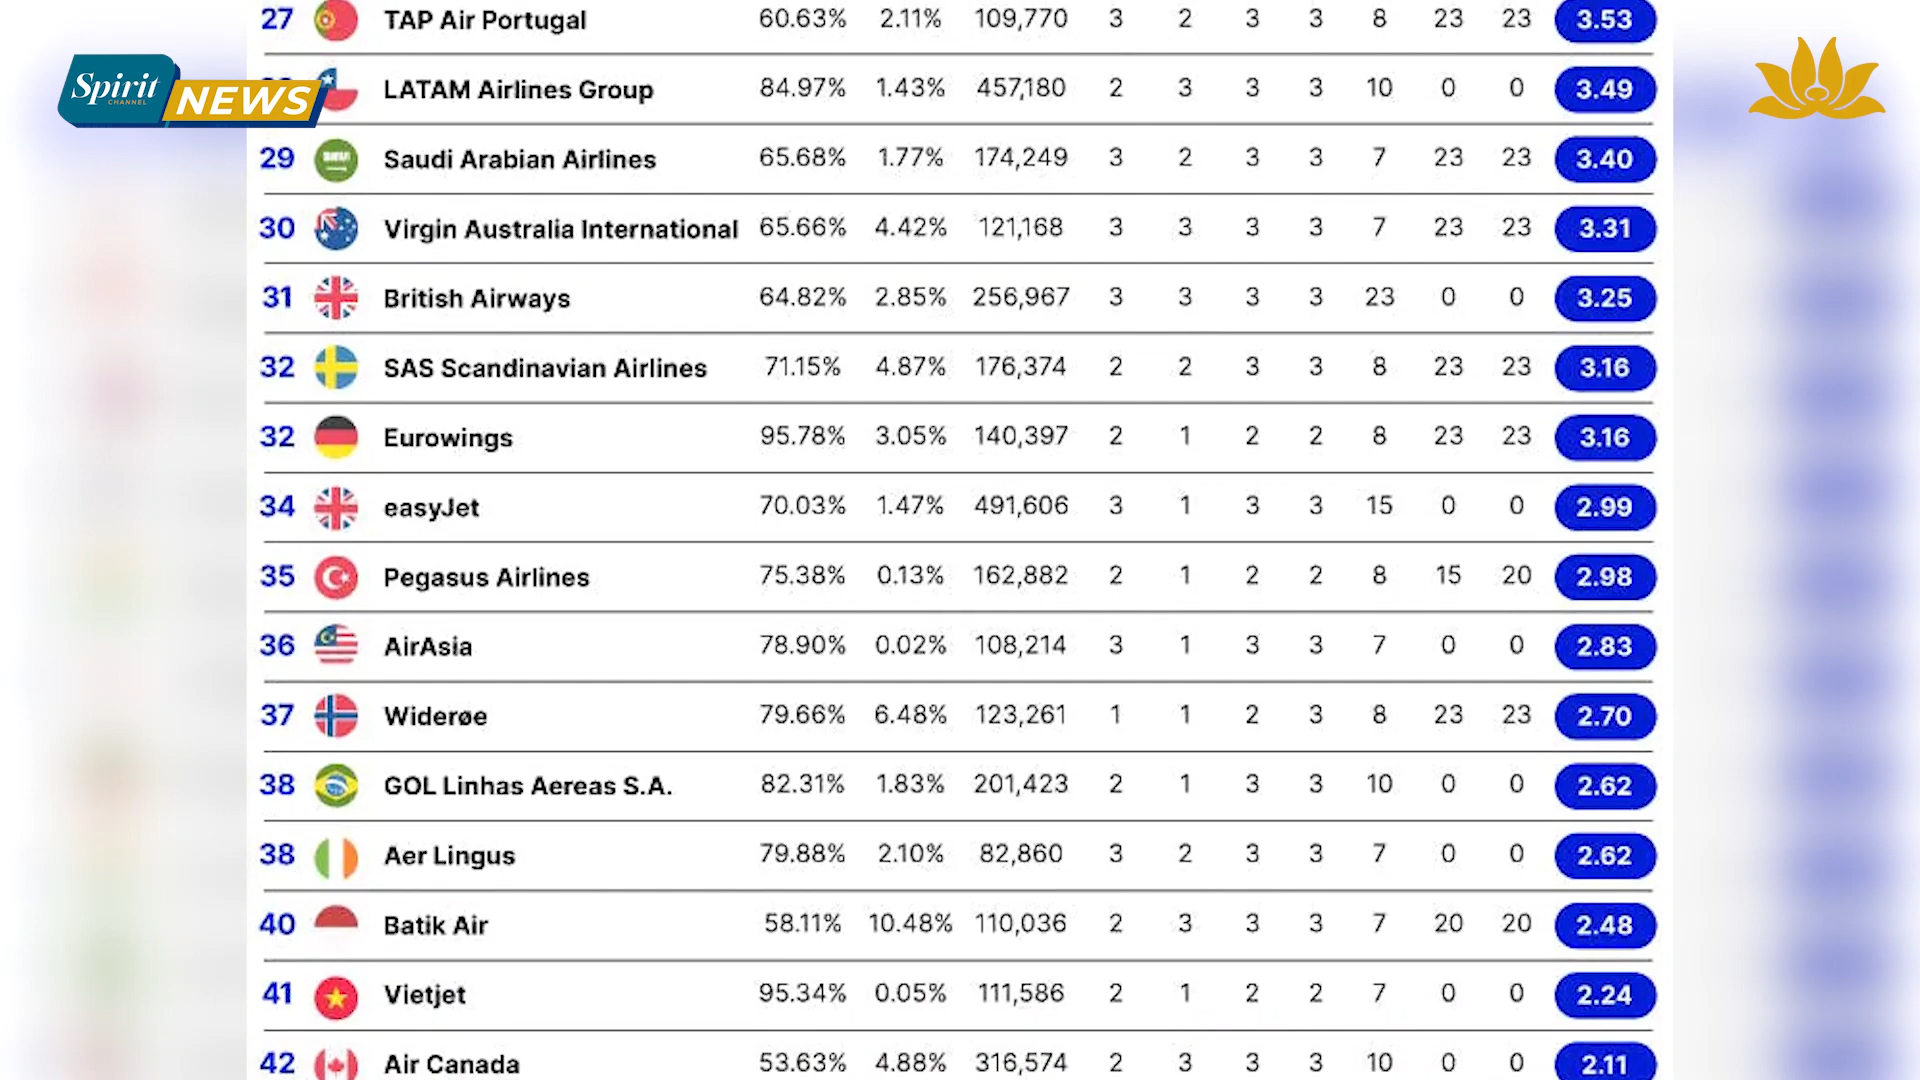 27 TAP Air Portugal 60.63% 2.11% 109,770 3 2 3 3 8 23 23 3.53
LATAM Airlines Group 84.97% 1.43% 457,180 2 3 3 3 10 0 0 3.49
Spirit
CHANNEL
NEWS
29 Saudi Arabian Airlines 65.68% 1.77% 174,249 3 2 3 3 7 23 23 3.40
30 Virgin Australia International 65.66% 4.42% 121,168 3 3 3 3 7 23 23 3.31
31 British Airways 64.82% 2.85% 256,967 3 3 3 3 23 0 0 3.25
32 SAS Scandinavian Airlines 71.15% 4.87% 176,374 2 2 3 3 8 23 23 3.16
32 Eurowings 95.78% 3.05% 140,397 2 1 2 2 8 23 23 3.16
34 easyJet 70.03% 1.47% 491,606 3 1 3 3 15 0 0 2.99
35 Pegasus Airlines 75.38% 0.13% 162,882 2 1 2 2 8 15 20 2.98
36 AirAsia 78.90% 0.02% 108,214 3 1 3 3 7 0 0 2.83
37 Widerøe 79.66% 6.48% 123,261 1 1 2 3 8 23 23 2.70
38 GOL Linhas Aereas S.A. 82.31% 1.83% 201,423 2 1 3 3 10 0 0 2.62
38 Aer Lingus 79.88% 2.10% 82,860 3 2 3 3 7 0 0 2.62
40 Batik Air 58.11% 10.48% 110,036 2 3 3 3 7 20 20 2.48
41 Vietjet 95.34% 0.05% 111,586 2 1 2 2 7 0 0 2.24
42 Air Canada 53.63% 4.88% 316,574 2 3 3 3 10 0 0 2.11